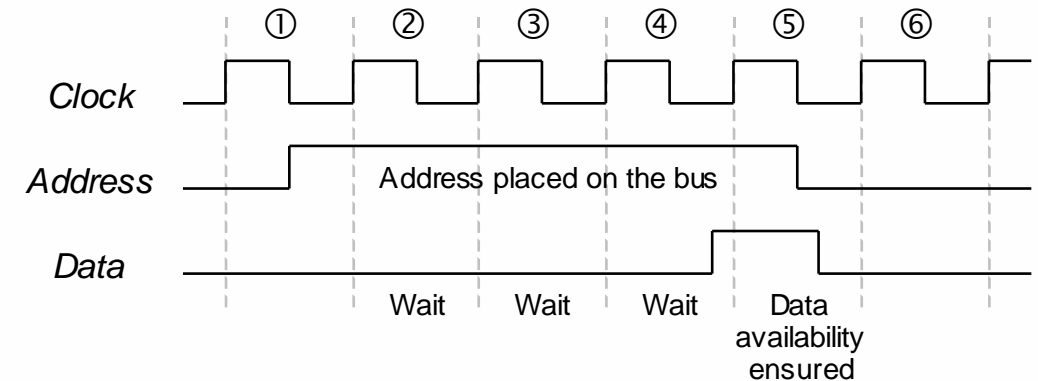 ① ② ③ ④ ⑤ ⑥
Clock
Address
Address placed on the bus
Data
Wait Wait Wait Data
availability
ensured